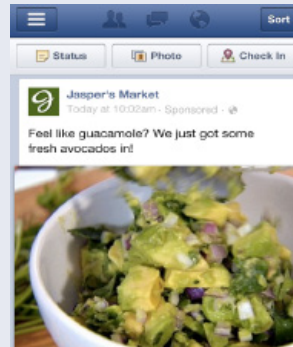 Sort
Status Photo Check In
Jasper's Market
Today at 10:02am · Sponsored ·
Feel like guacamole? We just got some
fresh avocados in!